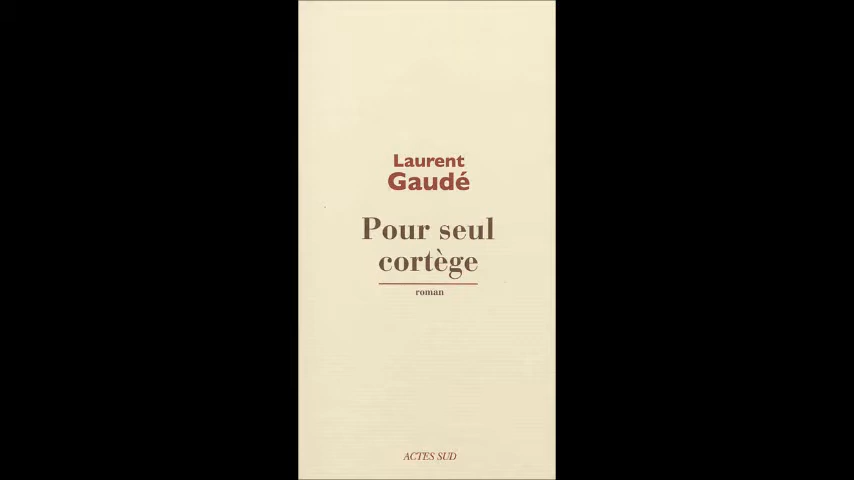 Laurent
Gaudé
Pour seul
cortège
roman
ACTES SUD